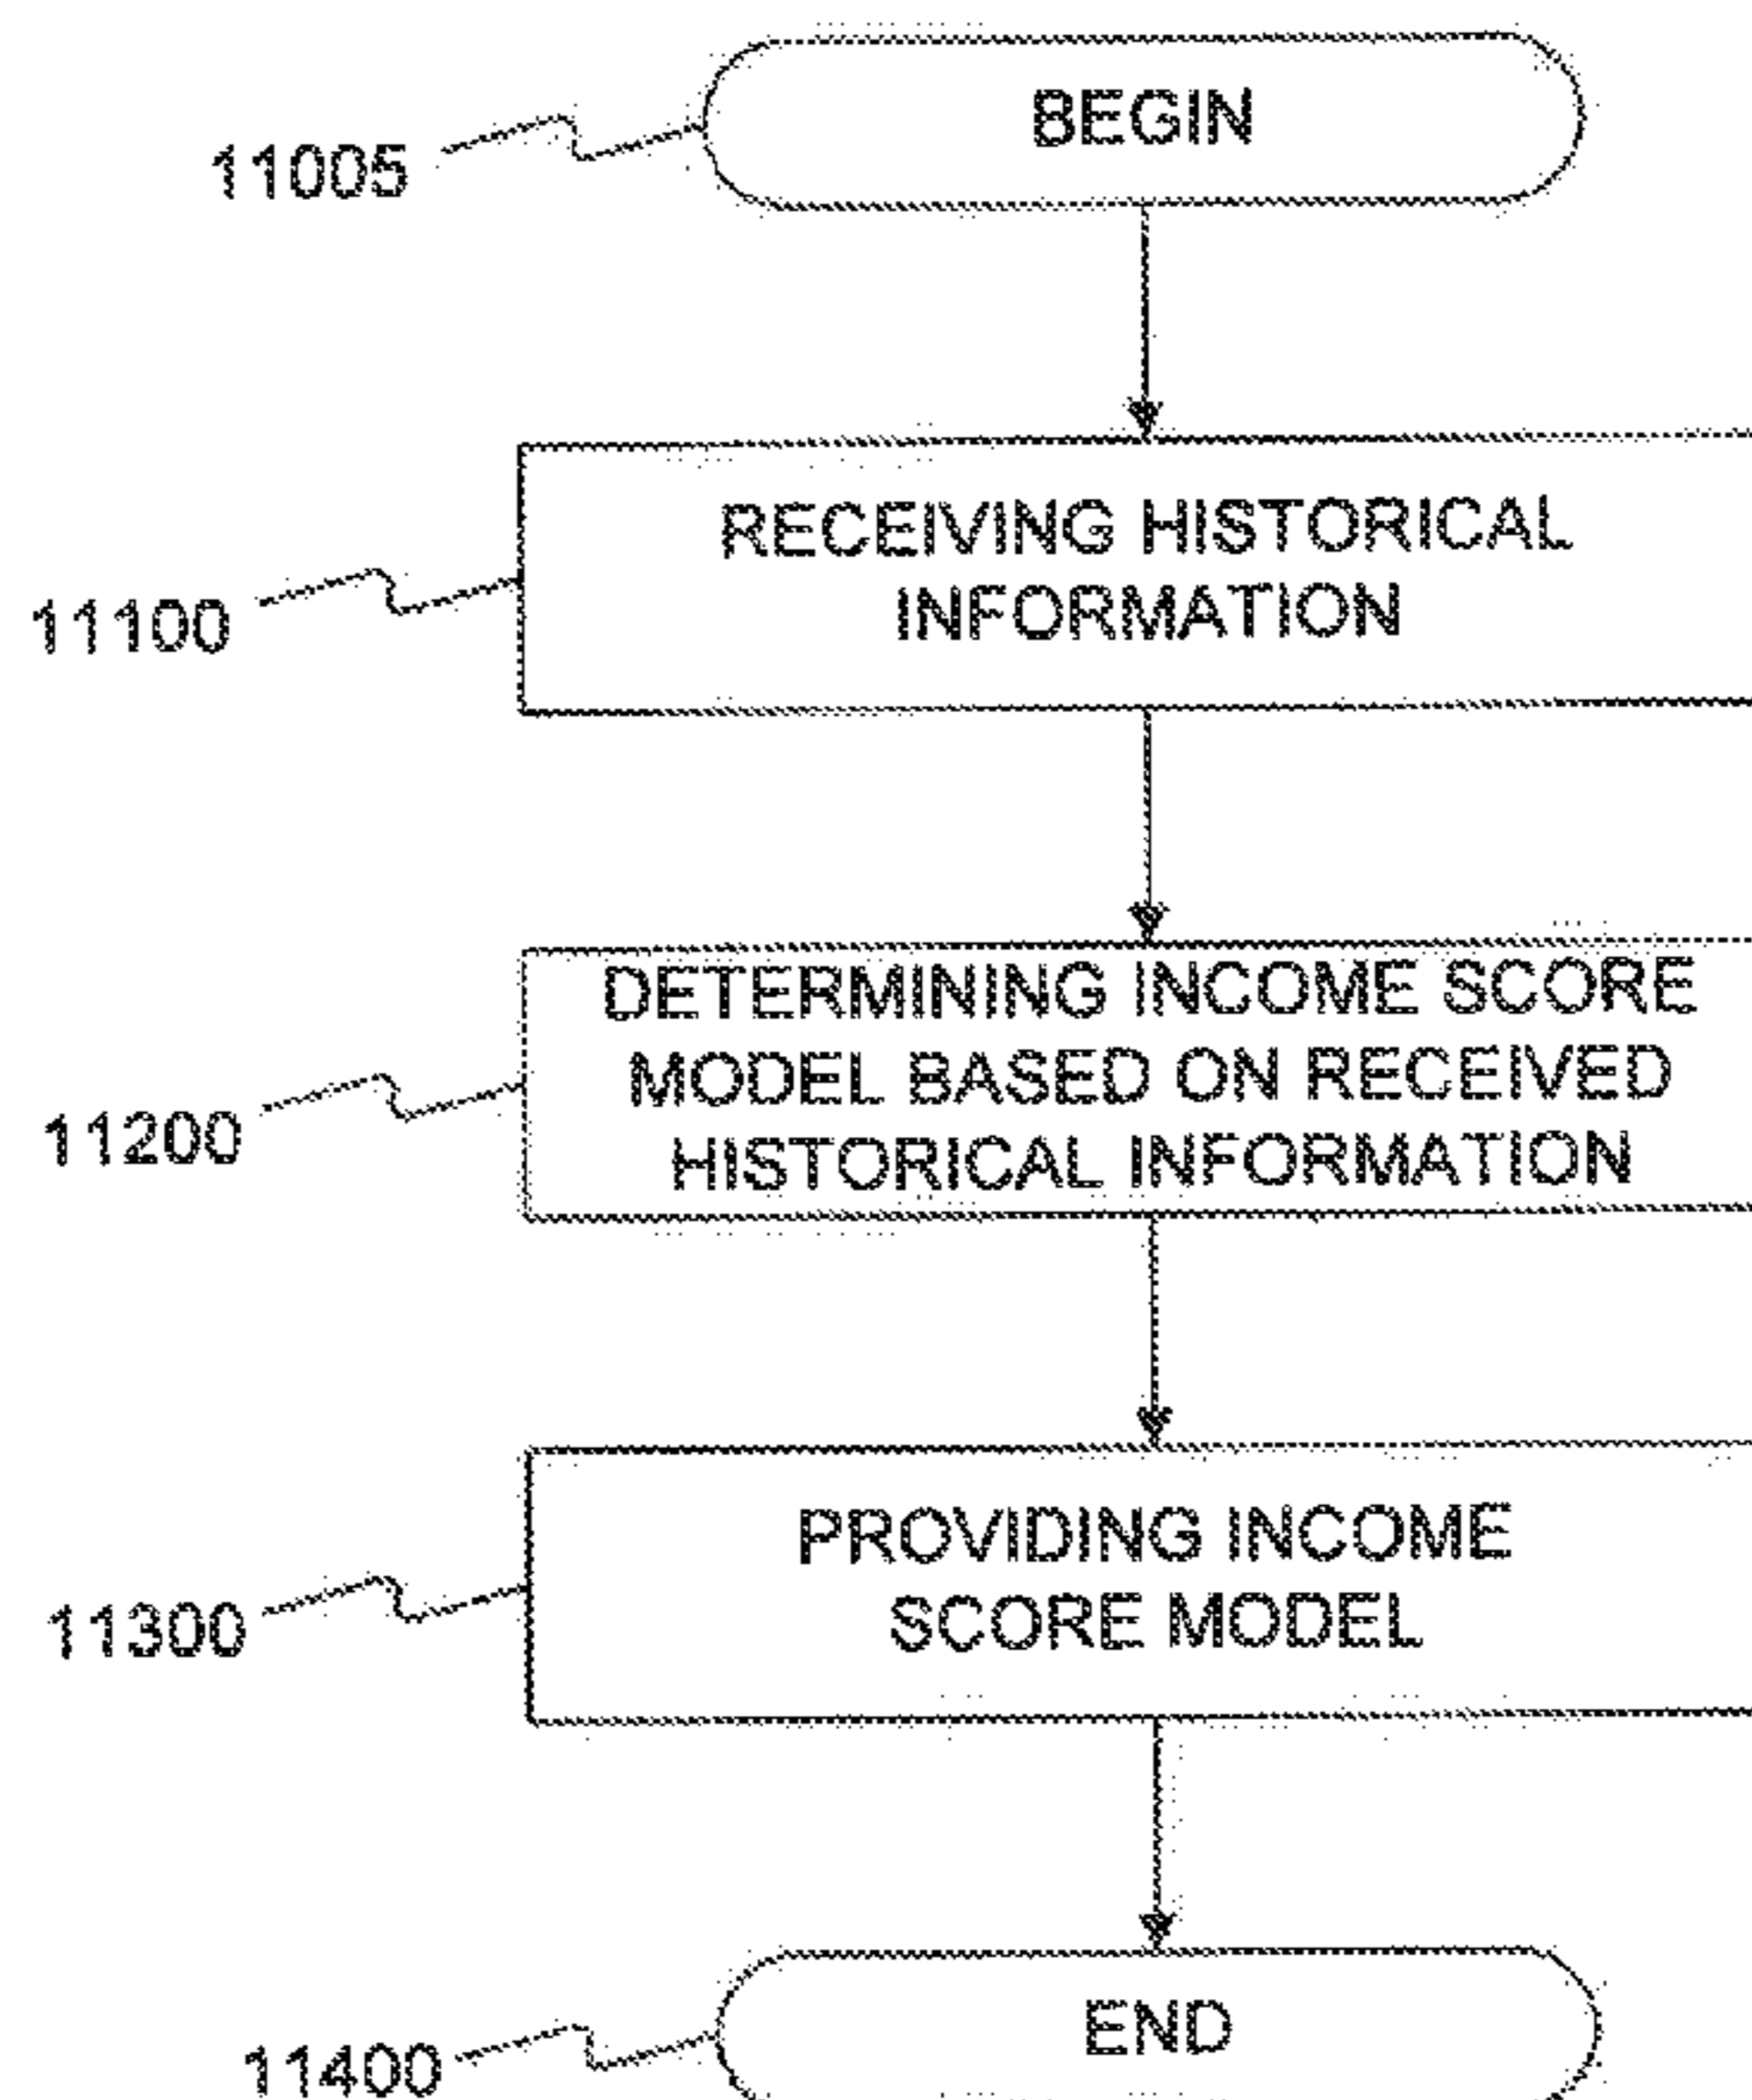 BEGIN
11005
RECEIVING HISTORICAL
INFORMATION
11100
DETERMINING INCOME SCORE
MODEL BASED ON RECEIVED
HISTORICAL INFORMATION
11200
PROVIDING INCOME
SCORE MODEL
11300
END
11400